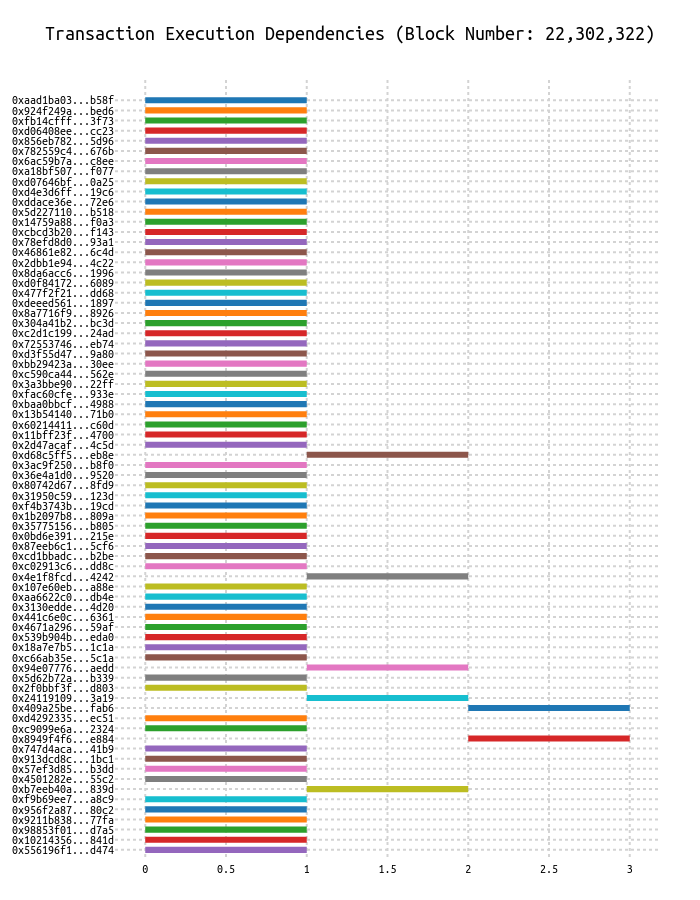 Transaction Execution Dependencies (Block Number: 22,302,322)
0xaad1ba03...b58f
0x924f249a...bed6
0xfb14cfff...3f73
0xd06408ee...cc23
0x856eb782...5d96
0x782559c4...676b
0x6ac59b7a...c8ee
0xa18bf507...f077
0xd07646bf...0a25
0xd4e3d6ff...19c6
0xddace36e...72e6
0x5d227110...b518
0x14759a88...f0a3
0xcbcd3b20...f143
0x78efd8d0...93a1
0x46861e82...6c4d
0x2dbb1e94...4c22
0x8da6acc6...1996
0xd0f84172...6089
0x477f2f21...dd68
0xdeeed561...1897
0x8a7716f9...8926
0x304a41b2...bc3d
0xc2d1c199...24ad
0x72553746...eb74
0xd3f55d47...9a80
0xbb29423a...30ee
0xc590ca44...562e
0x3a3bbe90...22ff
0xfac60cfe...933e
0xbaa0bbcf...4988
0x13b54140...71b0
0x60214411...c60d
0x11bff23f...4700
0x2d47acaf...4c5d
0xd68c5ff5...eb8e
0x3ac9f250...b8f0
0x36e4a1d0...9520
0x80742d67...8fd9
0x31950c59...123d
0xf4b3743b...19cd
0x1b2097b8...809a
0x35775156...b805
0x0bd6e391...215e
0x87eeb6c1...5cf6
0xcd1bbadc...b2be
0xc02913c6...dd8c
0x4e1f8fcd...4242
0x107e60eb...a88e
0xaa6622c0...db4e
0x3130edde...4d20
0x441c6e0c...6361
0x4671a296...59af
0x539b904b...eda0
0x18a7e7b5...1c1a
0xc66ab35e...5c1a
0x94e07776...aedd
0x5d62b72a...b339
0x2f0bbf3f...d803
0x24119109...3a19
0x409a25be...fab6
0xd4292335...ec51
0xc9099e6a...2324
0x8949f4f6...e884
0x747d4aca...41b9
0x913dcd8c...1bc1
0x57ef3d85...b3dd
0x4501282e...55c2
0xb7eeb40a...839d
0xf9b69ee7...a8c9
0x956f2a87...80c2
0x9211b838...77fa
0x98853f01...d7a5
0x10214356...841d
0x556196f1...d474
0 0.5 1 1.5 2 2.5 3